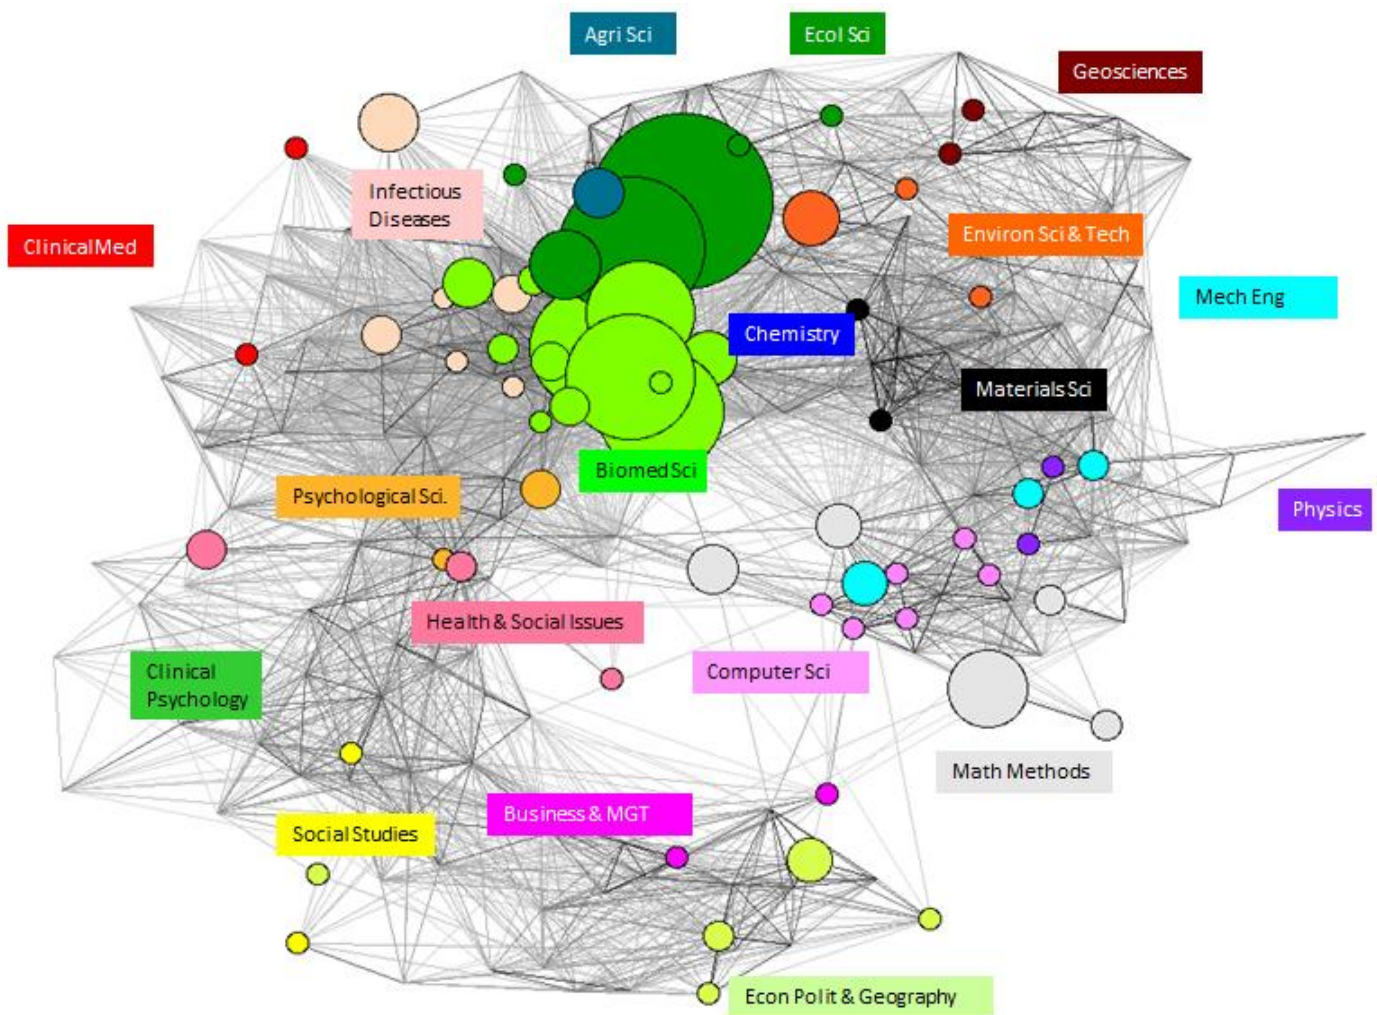 Agri Sci
Ecol Sci
Geosciences
Infectious
Diseases
ClinicalMed
Environ Sci & Tech
Mech Eng
Chemistry
Materials Sci
Biomed Sci
Psychological Sci.
Physics
Health & Social Issues
Clinical
Psychology
Computer Sci
Math Methods
Business & MGT
Social Studies
Econ Polit & Geography